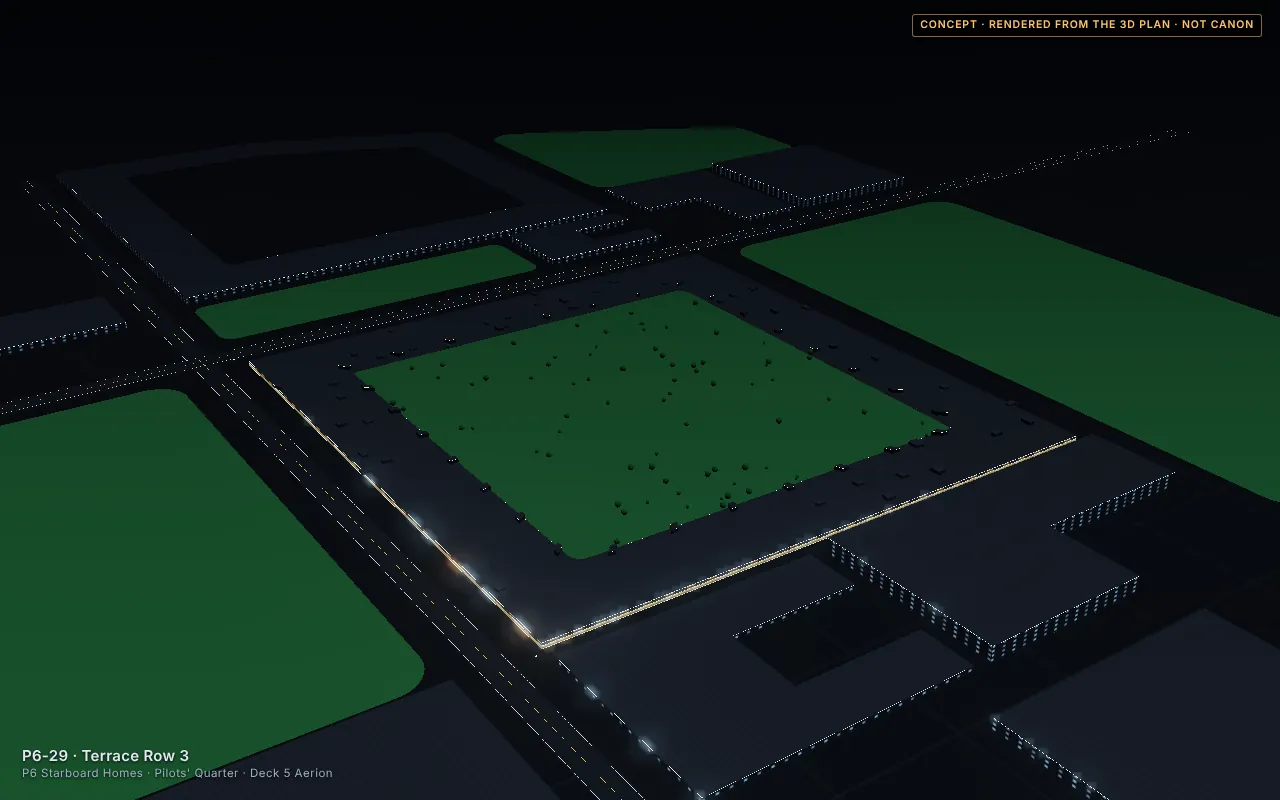 CONCEPT · RENDERED FROM THE 3D PLAN · NOT CANON
P6-29 · Terrace Row 3
P6 Starboard Homes · Pilots' Quarter · Deck 5 Aerion